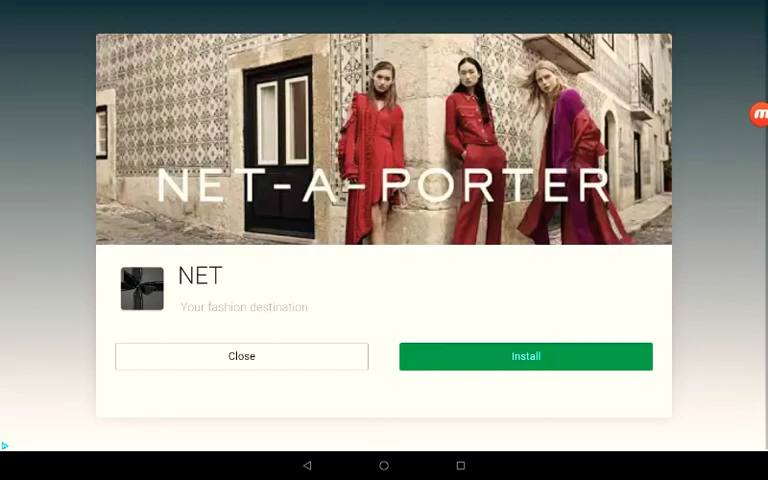 NET-A-PORTER
NET
Your fashion destination
Close
Install